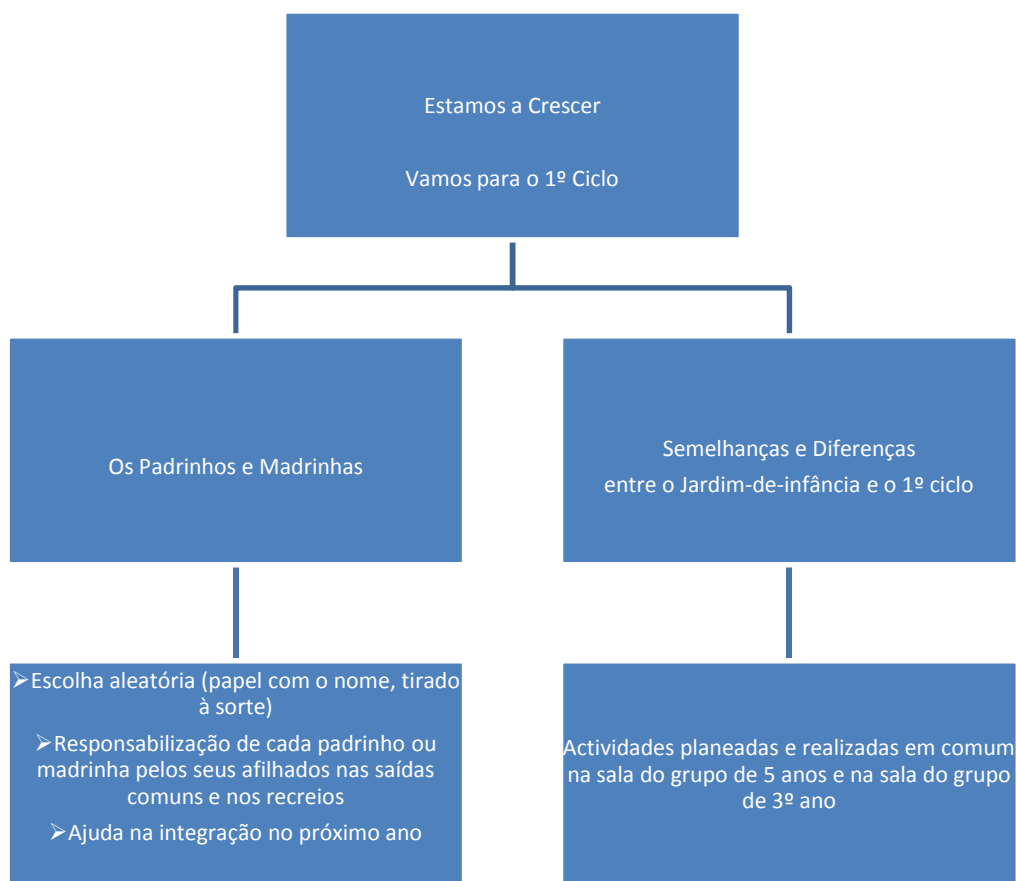 Estamos a Crescer
Vamos para o 1º Ciclo
Os Padrinhos e Madrinhas
Semelhanças e Diferenças
entre o Jardim-de-infância e o 1º ciclo
➢Escolha aleatória (papel com o nome, tirado
à sorte)
➢Responsabilização de cada padrinho ou
madrinha pelos seus afilhados nas saídas
comuns e nos recreios
➢Ajuda na integração no próximo ano
Actividades planeadas e realizadas em comum
na sala do grupo de 5 anos e na sala do grupo
de 3º ano